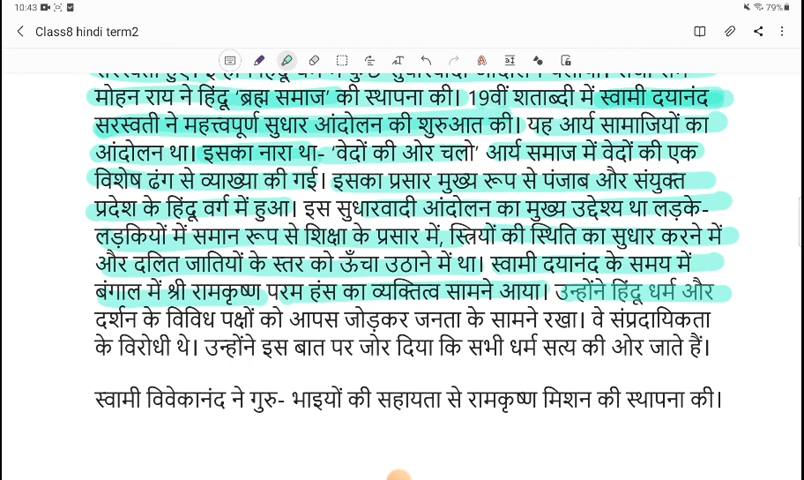 10:43 79%
Class8 hindi term2
मोहन राय ने हिंदू 'ब्रह्म समाज' की स्थापना की। 19वीं शताब्दी में स्वामी दयानंद
सरस्वती ने महत्त्वपूर्ण सुधार आंदोलन की शुरुआत की। यह आर्य सामाजियों का
आंदोलन था। इसका नारा था- 'वेदों की ओर चलो' आर्य समाज में वेदों की एक
विशेष ढंग से व्याख्या की गई। इसका प्रसार मुख्य रूप से पंजाब और संयुक्त
प्रदेश के हिंदू वर्ग में हुआ। इस सुधारवादी आंदोलन का मुख्य उद्देश्य था लड़के-
लड़कियों में समान रूप से शिक्षा के प्रसार में, स्त्रियों की स्थिति का सुधार करने में
और दलित जातियों के स्तर को ऊँचा उठाने में था। स्वामी दयानंद के समय में
बंगाल में श्री रामकृष्ण परम हंस का व्यक्तित्व सामने आया। उन्होंने हिंदू धर्म और
दर्शन के विविध पक्षों को आपस जोड़कर जनता के सामने रखा। वे संप्रदायिकता
के विरोधी थे। उन्होंने इस बात पर जोर दिया कि सभी धर्म सत्य की ओर जाते हैं।
स्वामी विवेकानंद ने गुरु- भाइयों की सहायता से रामकृष्ण मिशन की स्थापना की।